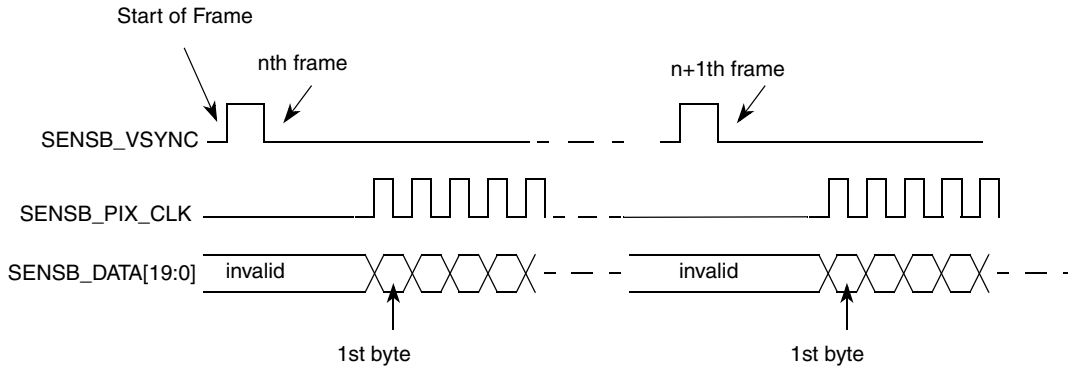 Start of Frame
nth frame
n+1th frame
SENSB_VSYNC
SENSB_PIX_CLK
SENSB_DATA[19:0]
invalid
invalid
1st byte
1st byte